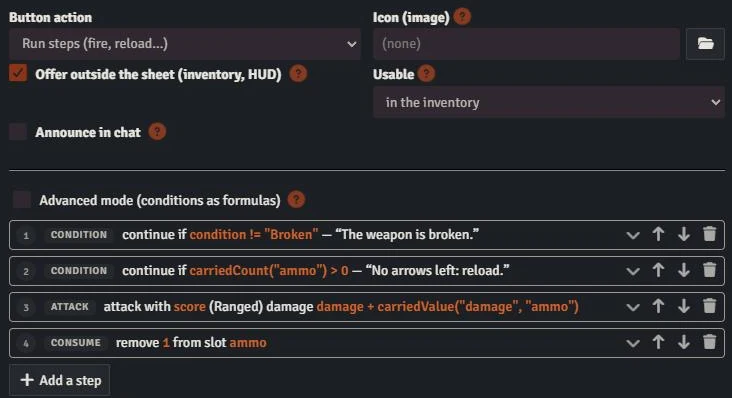 Button action
Icon (image) ?
Run steps (fire, reload...)
(none)
Offer outside the sheet (inventory, HUD) ?
Usable ?
in the inventory
Announce in chat ?
Advanced mode (conditions as formulas) ?
1 CONDITION continue if condition != "Broken" — “The weapon is broken.”
2 CONDITION continue if carriedCount("ammo") > 0 — “No arrows left: reload.”
3 ATTACK attack with score (Ranged) damage damage + carriedValue("damage", "ammo")
4 CONSUME remove 1 from slot ammo
+ Add a step